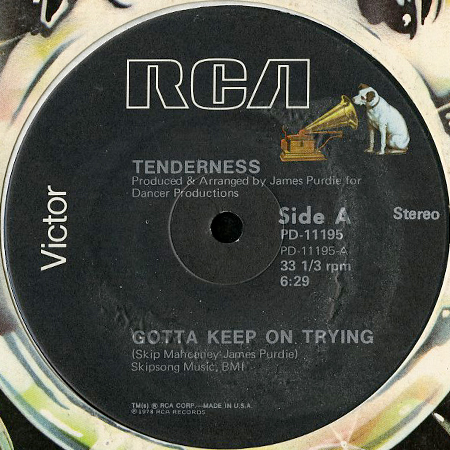 RCA
TENDERNESS
Produced & Arranged by James Purdie for
Dancer Productions
Victor
Side A
Stereo
PD-11195
PD-11195-A
33 1/3 rpm
6:29
GOTTA KEEP ON TRYING
(Skip Mahoaney-James Purdie)
Skipsong Music, BMI
TM(s) ® RCA CORP.—MADE IN U.S.A.
℗ 1978 RCA RECORDS